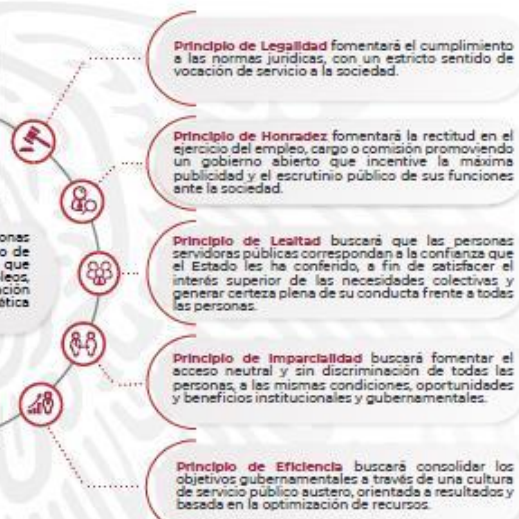 onas
o de
que
leos,
ación
ética
Principio de Legalidad fomentará el cumplimiento
a las normas jurídicas, con un estricto sentido de
vocación de servicio a la sociedad.
Principio de Honradez fomentará la rectitud en el
ejercicio del empleo, cargo o comisión promoviendo
un gobierno abierto que incentive la máxima
publicidad y el escrutinio público de sus funciones
ante la sociedad.
Principio de Lealtad buscará que las personas
servidoras públicas correspondan a la confianza que
el Estado les ha conferido, a fin de satisfacer el
interés superior de las necesidades colectivas y
generar certeza plena de su conducta frente a todas
las personas.
Principio de Imparcialidad buscará fomentar el
acceso neutral y sin discriminación de todas las
personas, a las mismas condiciones, oportunidades
y beneficios institucionales y gubernamentales.
Principio de Eficiencia buscará consolidar los
objetivos gubernamentales a través de una cultura
de servicio público austero, orientada a resultados y
basada en la optimización de recursos.